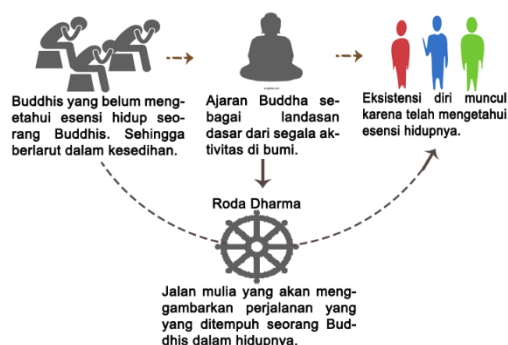 Buddhis yang belum meng-
etahui esensi hidup seo-
rang Buddhis. Sehingga
berlarut dalam kesedihan.
Ajaran Buddha se-
bagai landasan
dasar dari segala ak-
tivitas di bumi.
Eksistensi diri muncul
karena telah mengetahui
esensi hidupnya.
Roda Dharma
Jalan mulia yang akan meng-
gambarkan perjalanan yang
yang ditempuh seorang Bud-
dhis dalam hidupnya.